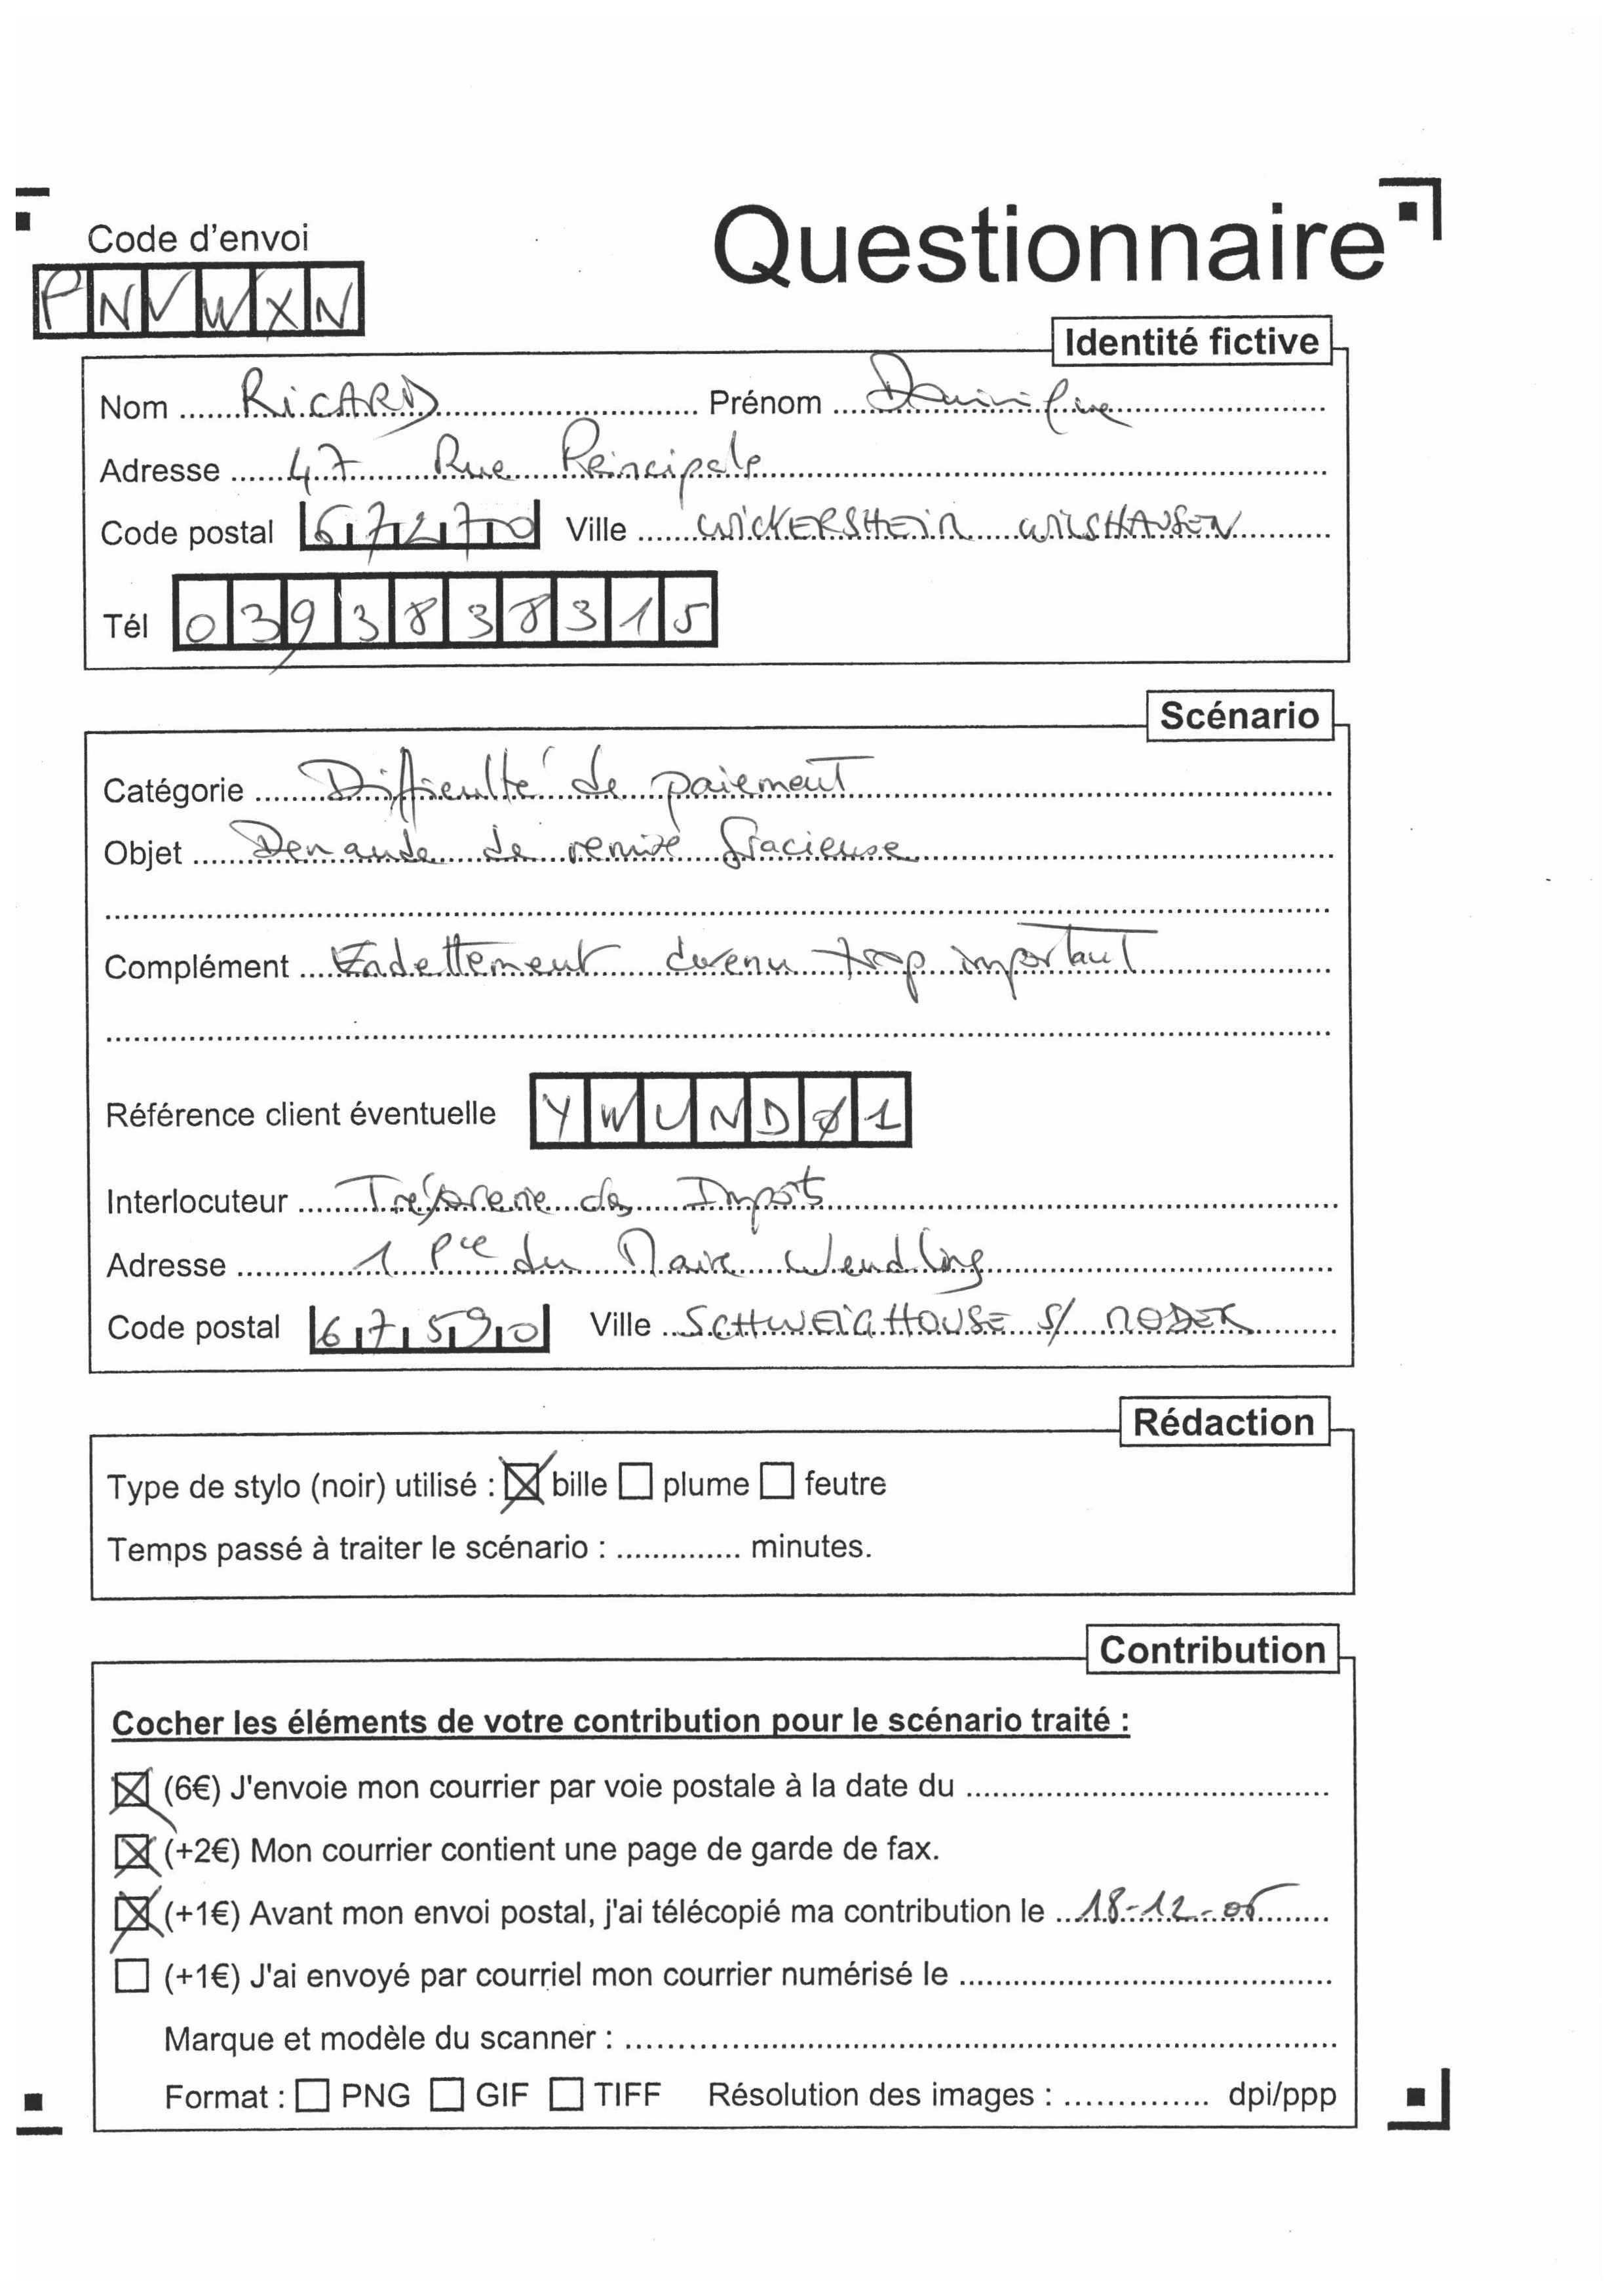 Questionnaire
Code d'envoi
PNVWXN
Identité fictive
Nom ..... RiCARD ..... Prénom ..... Dominique .....
Adresse ..... 47 Rue Principale .....
Code postal 67270 Ville ..... WiCKERSHEiM WiLSHAUSEN .....
Tél 0393838315
Scénario
Catégorie ..... Difficulté de paiement .....
Objet ..... Demande de remise gracieuse .....
Complément ..... Endettement devenu trop important .....
Référence client éventuelle YWUNDØ1
Interlocuteur ..... Trésorerie des Impôts .....
Adresse ..... 1 Pce du Maire Wendling .....
Code postal 67590 Ville ..... SCHWEiGHOUSE S/ MODER .....
Rédaction
Type de stylo (noir) utilisé : ☒ bille ☐ plume ☐ feutre
Temps passé à traiter le scénario : .............. minutes.
Contribution
Cocher les éléments de votre contribution pour le scénario traité :
☒ (6€) J'envoie mon courrier par voie postale à la date du .....
☒ (+2€) Mon courrier contient une page de garde de fax.
☒ (+1€) Avant mon envoi postal, j'ai télécopié ma contribution le ..... 18-12-06 .....
☐ (+1€) J'ai envoyé par courriel mon courrier numérisé le .....
Marque et modèle du scanner : .....
Format : ☐ PNG ☐ GIF ☐ TIFF Résolution des images : .............. dpi/ppp